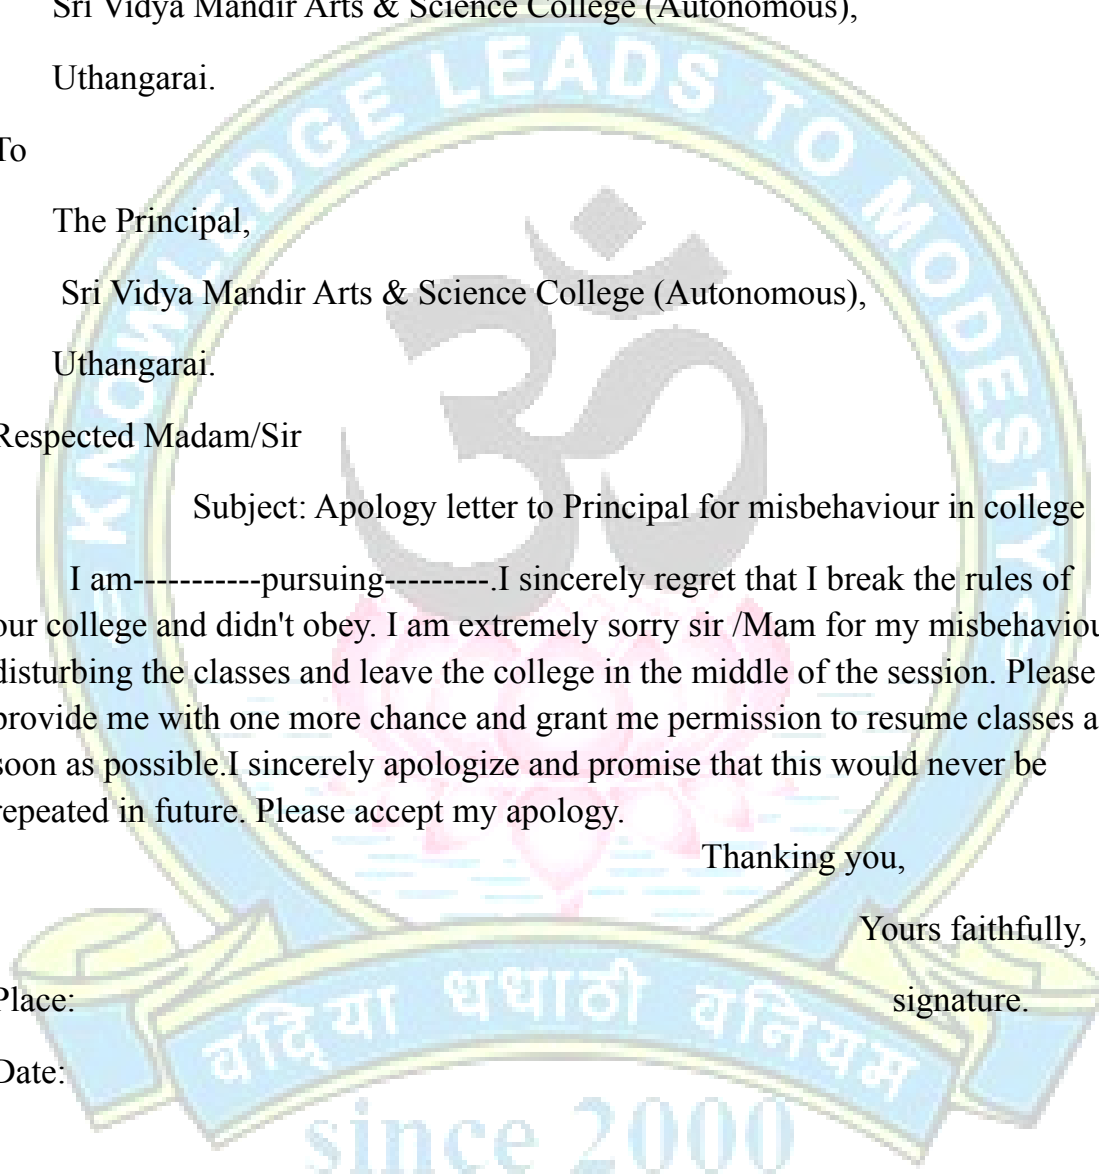 Sri Vidya Mandir Arts & Science College (Autonomous),
Uthangarai.
To
The Principal,
Sri Vidya Mandir Arts & Science College (Autonomous),
Uthangarai.
Respected Madam/Sir
Subject: Apology letter to Principal for misbehaviour in college
I am-----------pursuing---------.I sincerely regret that I break the rules of
our college and didn't obey. I am extremely sorry sir /Mam for my misbehaviou
disturbing the classes and leave the college in the middle of the session. Please
provide me with one more chance and grant me permission to resume classes a
soon as possible.I sincerely apologize and promise that this would never be
repeated in future. Please accept my apology.
Thanking you,
Yours faithfully,
Place: signature.
Date:
KNOWLEDGE LEADS TO MODESTY
since 2000